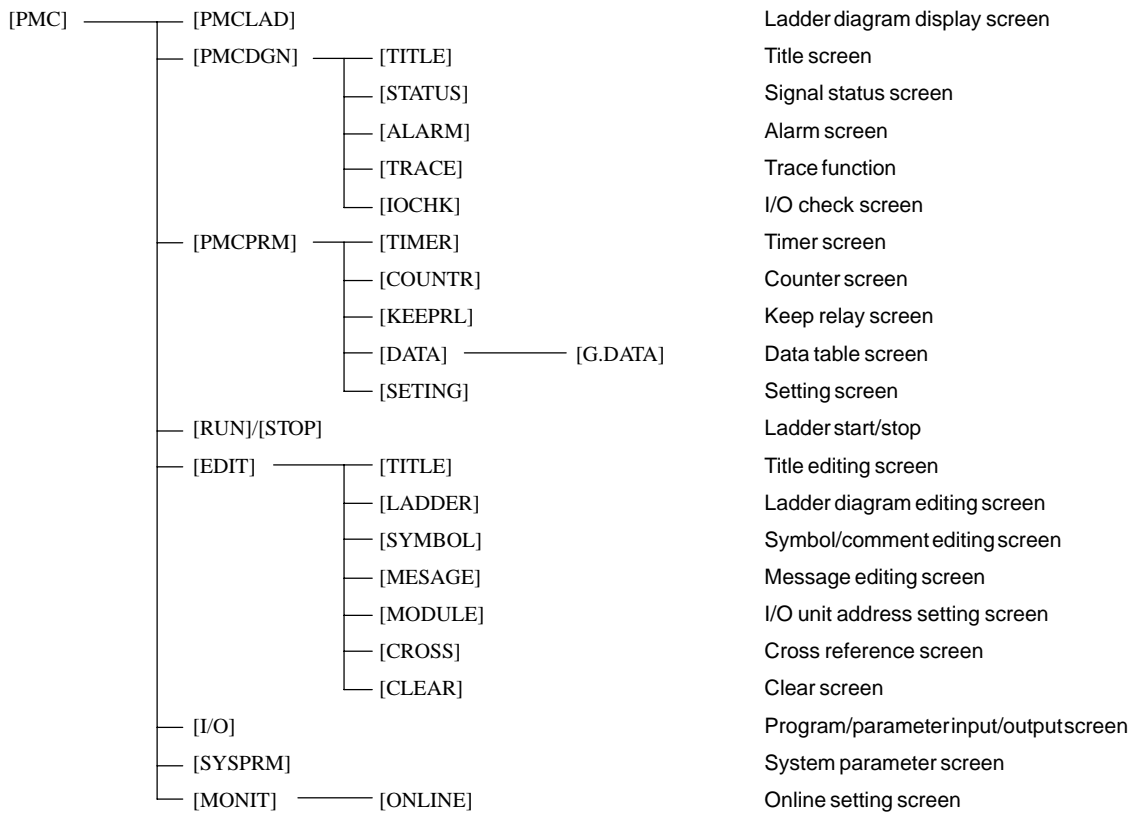 [PMC] [PMCLAD] Ladder diagram display screen
[PMCDGN] [TITLE] Title screen
[STATUS] Signal status screen
[ALARM] Alarm screen
[TRACE] Trace function
[IOCHK] I/O check screen
[PMCPRM] [TIMER] Timer screen
[COUNTR] Counter screen
[KEEPRL] Keep relay screen
[DATA] [G.DATA] Data table screen
[SETING] Setting screen
[RUN]/[STOP] Ladder start/stop
[EDIT] [TITLE] Title editing screen
[LADDER] Ladder diagram editing screen
[SYMBOL] Symbol/comment editing screen
[MESAGE] Message editing screen
[MODULE] I/O unit address setting screen
[CROSS] Cross reference screen
[CLEAR] Clear screen
[I/O] Program/parameter input/output screen
[SYSPRM] System parameter screen
[MONIT] [ONLINE] Online setting screen